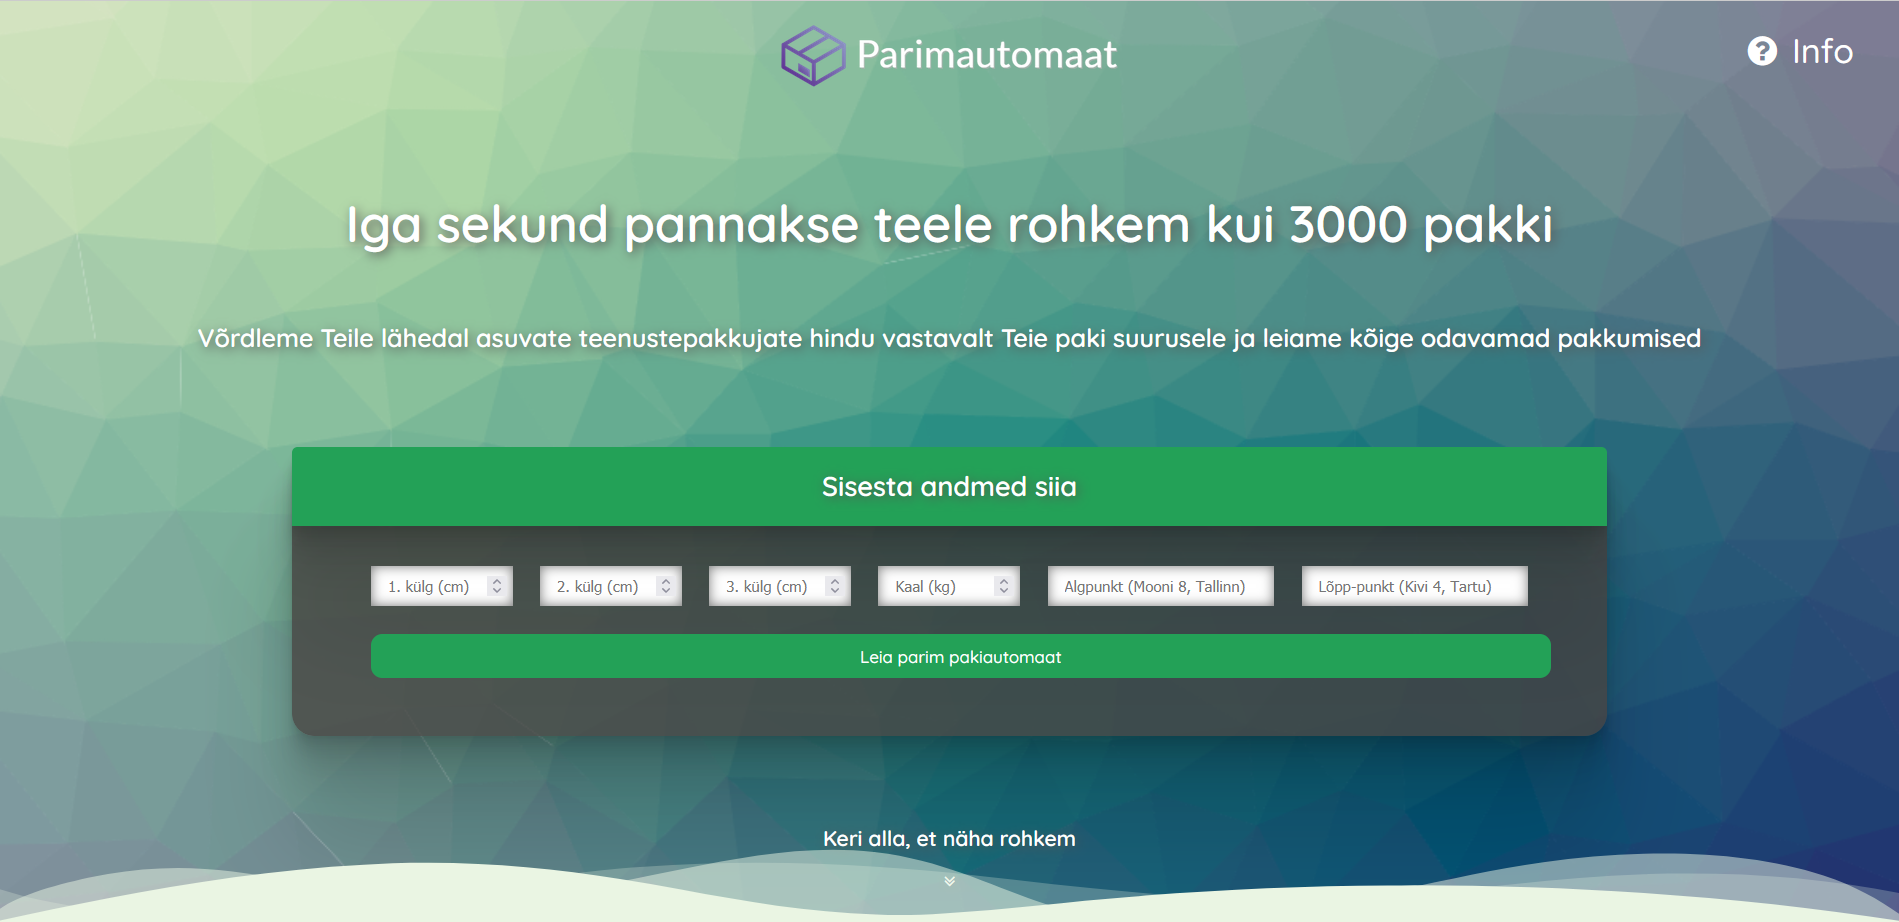 Parimautomaat
Info
Iga sekund pannakse teele rohkem kui 3000 pakki
Võrdleme Teile lähedal asuvate teenustepakkujate hindu vastavalt Teie paki suurusele ja leiame kõige odavamad pakkumised
Sisesta andmed siia
1. külg (cm) 2. külg (cm) 3. külg (cm) Kaal (kg) Algpunkt (Mooni 8, Tallinn) Lõpp-punkt (Kivi 4, Tartu)
Leia parim pakiautomaat
Keri alla, et näha rohkem